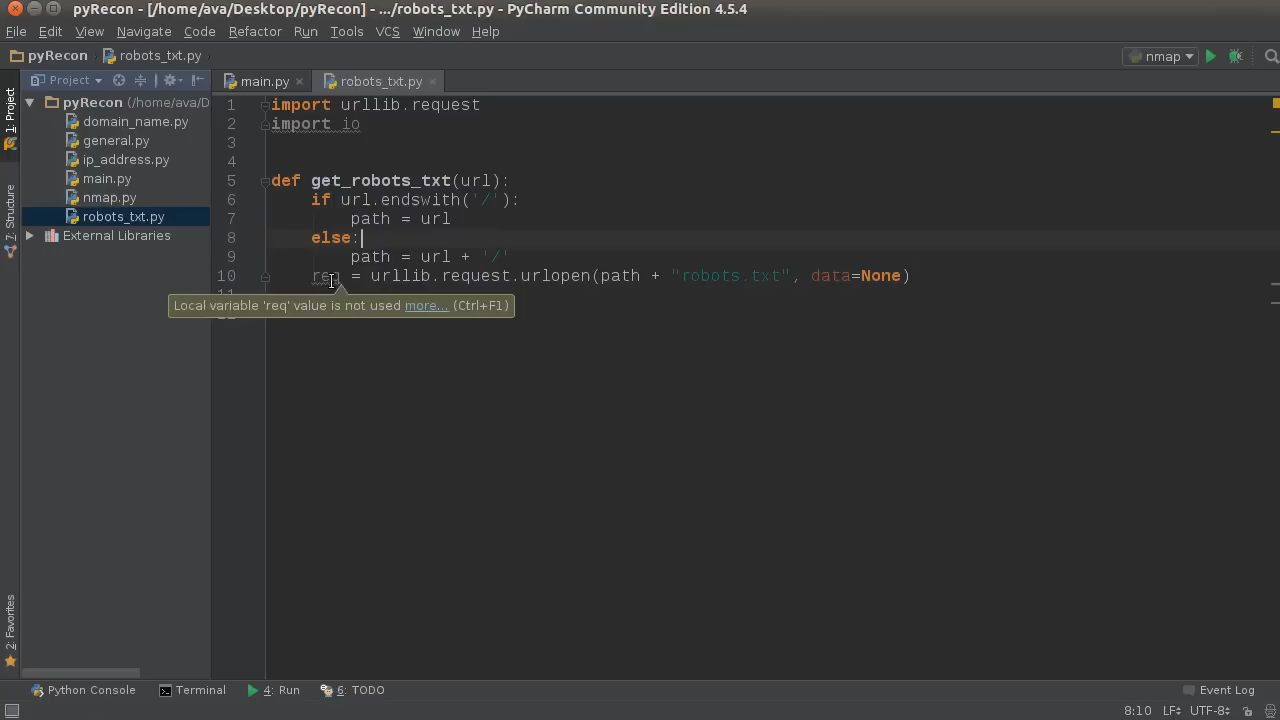 pyRecon - [/home/ava/Desktop/pyRecon] - .../robots_txt.py - PyCharm Community Edition 4.5.4
File Edit View Navigate Code Refactor Run Tools VCS Window Help
pyRecon robots_txt.py nmap
1: Project
Project
main.py robots_txt.py
pyRecon (/home/ava/D
domain_name.py
general.py
ip_address.py
main.py
nmap.py
robots_txt.py
External Libraries
7: Structure
2: Favorites
1 import urllib.request
2 import io
3
4
5 def get_robots_txt(url):
6 if url.endswith('/'):
7 path = url
8 else:
9 path = url + '/'
10 req = urllib.request.urlopen(path + "robots.txt", data=None)
Local variable 'req' value is not used more... (Ctrl+F1)
Python Console Terminal 4: Run 6: TODO Event Log
8:10 LF UTF-8